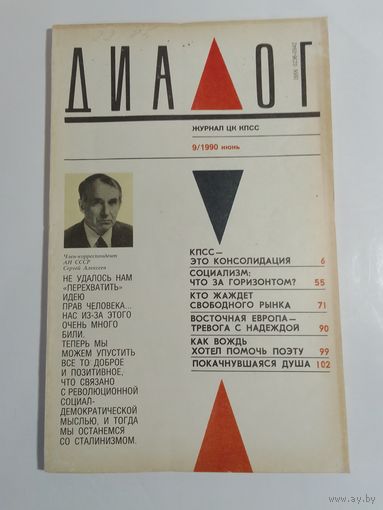 ДИАЛОГ
ЖУРНАЛ ЦК КПСС
9/1990 июнь
Член-корреспондент
АН СССР
Сергей Алексеев
НЕ УДАЛОСЬ НАМ
«ПЕРЕХВАТИТЬ»
ИДЕЮ
ПРАВ ЧЕЛОВЕКА...
НАС ИЗ-ЗА ЭТОГО
ОЧЕНЬ МНОГО
БИЛИ.
ТЕПЕРЬ МЫ
МОЖЕМ УПУСТИТЬ
ВСЕ ТО ДОБРОЕ
И ПОЗИТИВНОЕ,
ЧТО СВЯЗАНО
С РЕВОЛЮЦИОННОЙ
СОЦИАЛ-
ДЕМОКРАТИЧЕСКОЙ
МЫСЛЬЮ, И ТОГДА
МЫ ОСТАНЕМСЯ
СО СТАЛИНИЗМОМ.
КПСС—
ЭТО КОНСОЛИДАЦИЯ 6
СОЦИАЛИЗМ:
ЧТО ЗА ГОРИЗОНТОМ? 55
КТО ЖАЖДЕТ
СВОБОДНОГО РЫНКА 71
ВОСТОЧНАЯ ЕВРОПА—
ТРЕВОГА С НАДЕЖДОЙ 90
КАК ВОЖДЬ
ХОТЕЛ ПОМОЧЬ ПОЭТУ 99
ПОКАЧНУВШАЯСЯ ДУША 102
ay.by